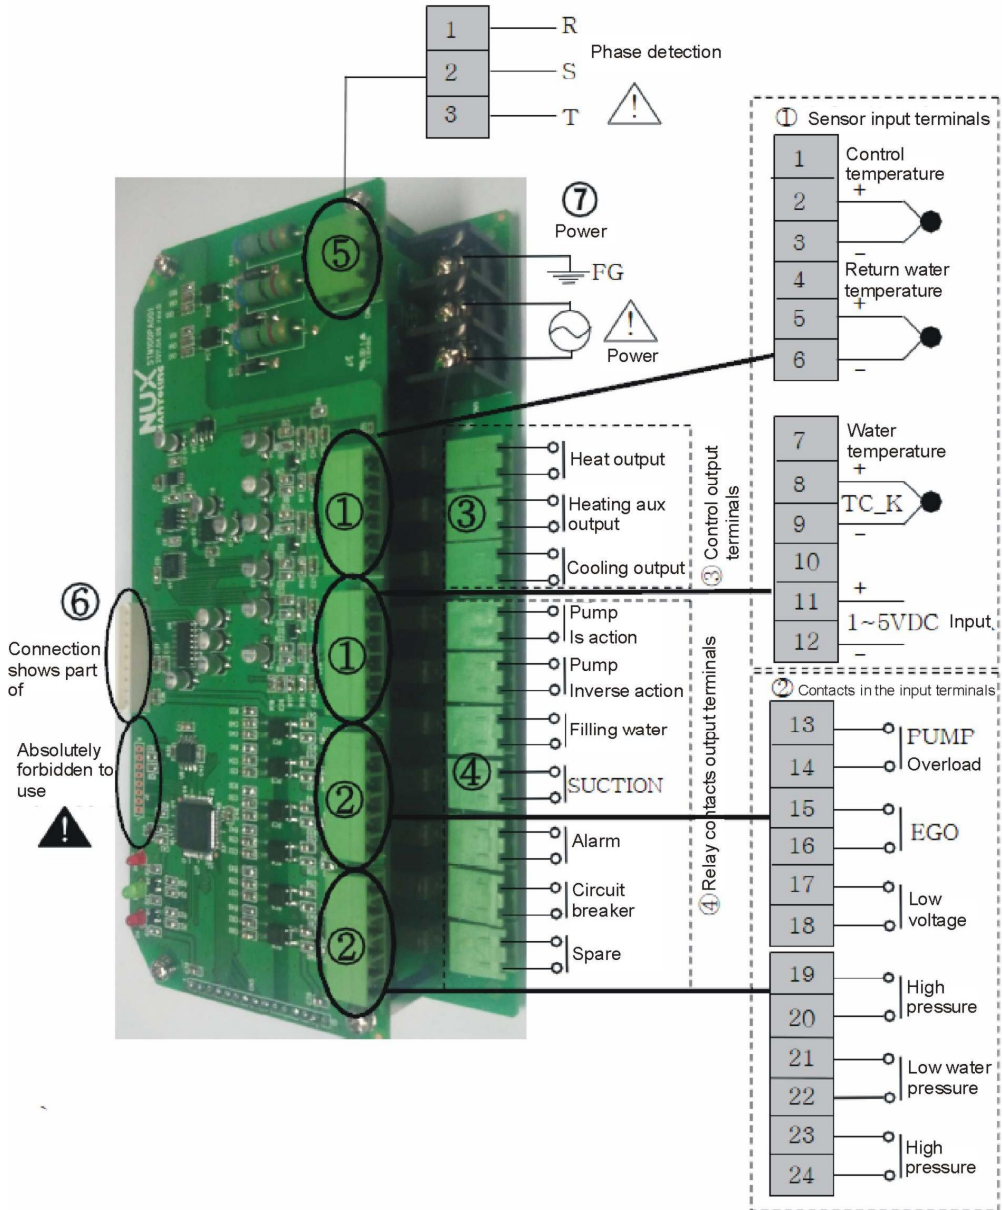 1
R
2
S
3
T
Phase detection
!
⑤
⑦
Power
FG
!
Power
NUX
STW100PA001
① Sensor input terminals
1
Control
temperature
2
+
3
−
4
Return water
temperature
5
+
6
−
7
Water
temperature
8
+
TC_K
9
−
10
11
+
1~5VDC Input
12
−
①
①
②
②
③
Heat output
Heating aux
output
Cooling output
③ Control output
terminals
④
Pump
Is action
Pump
Inverse action
Filling water
SUCTION
Alarm
Circuit
breaker
Spare
④ Relay contacts output terminals
⑥
Connection
shows part
of
Absolutely
forbidden to
use
!
② Contacts in the input terminals
13
PUMP
14
Overload
15
EGO
16
17
Low
voltage
18
19
High
pressure
20
21
Low water
pressure
22
23
High
pressure
24